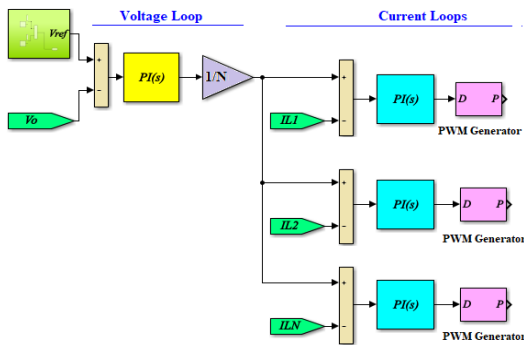 Voltage Loop
Current Loops
Vref
+
−
PI(s)
1/N
Vo
+
−
PI(s)
D P
IL1
PWM Generator
+
−
PI(s)
D P
IL2
PWM Generator
+
−
PI(s)
D P
ILN
PWM Generator